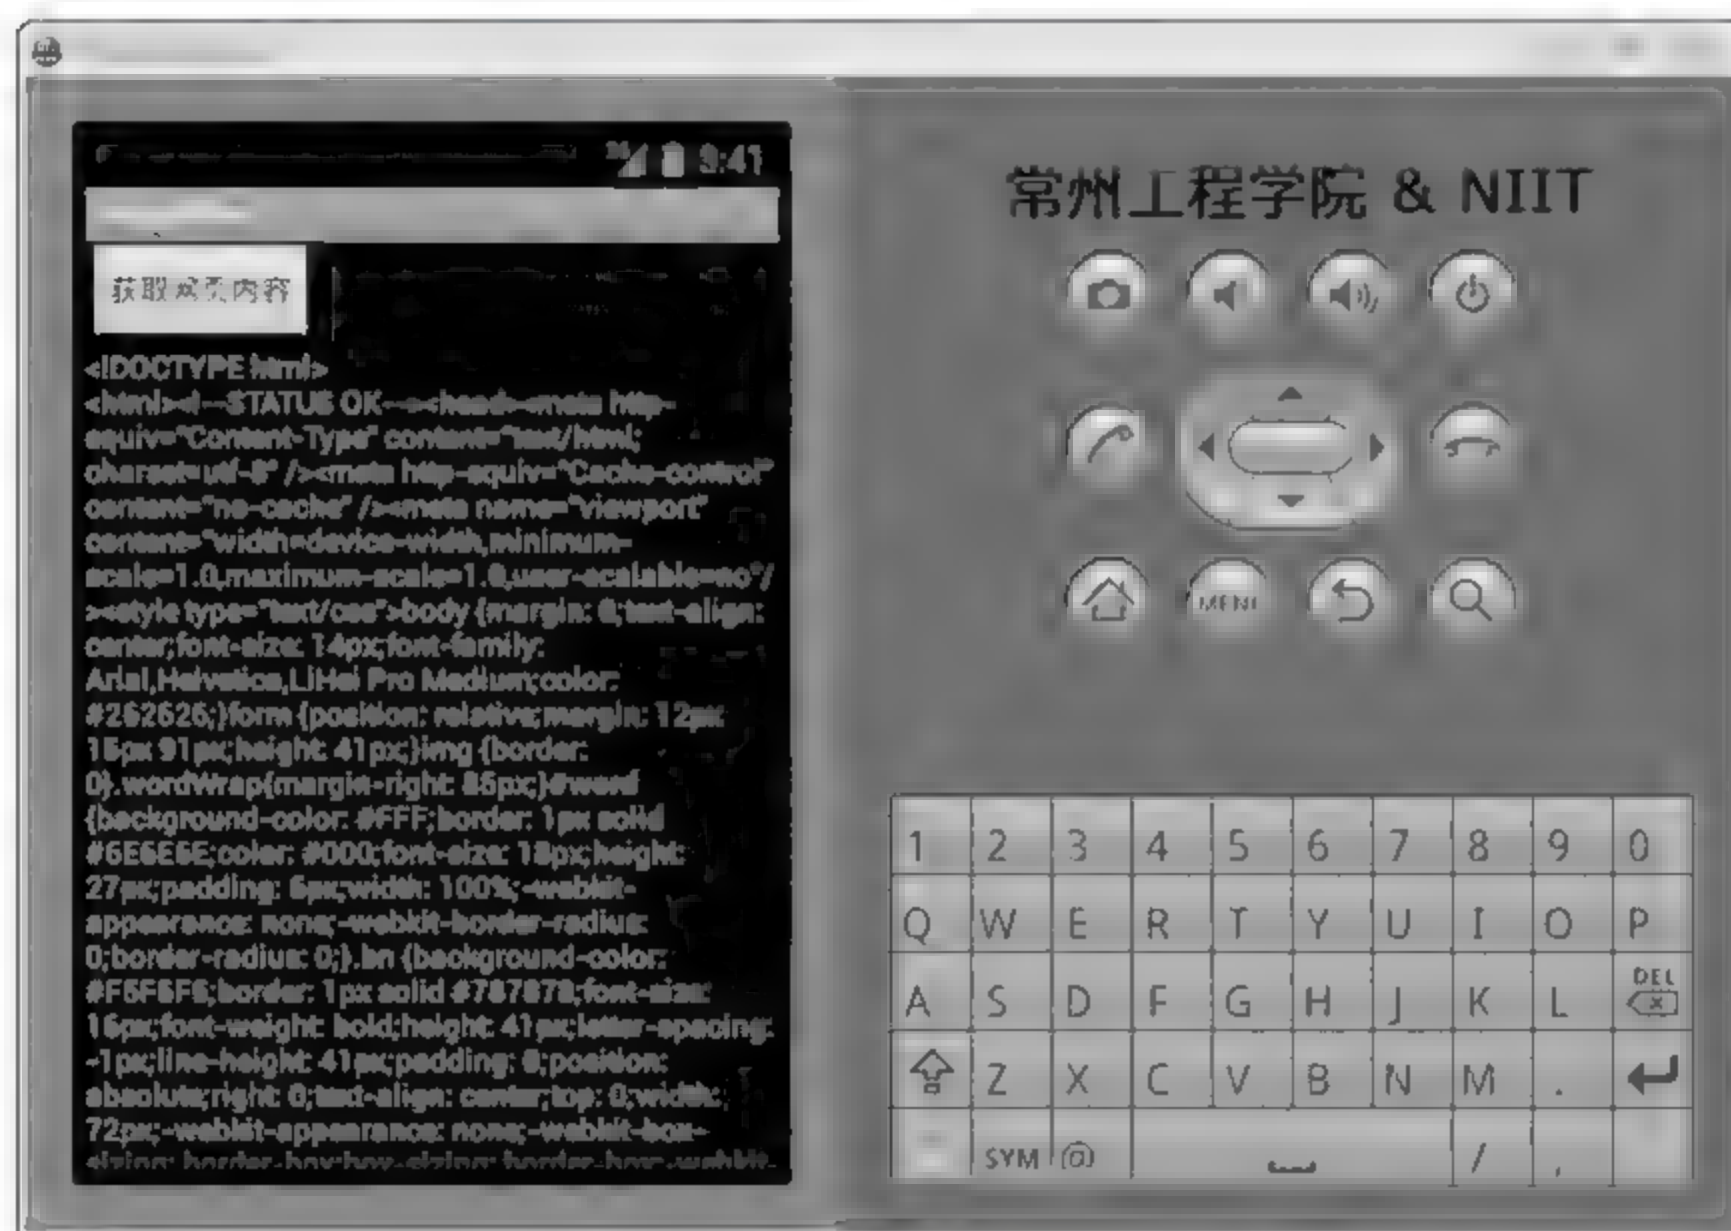 9:41
获取网页内容
<!DOCTYPE html>
<html><!--STATUS OK--><head><meta http-
equiv="Content-Type" content="text/html;
charset=utf-8" /><meta http-equiv="Cache-control"
content="no-cache" /><meta name="viewport"
content="width=device-width,minimum-
scale=1.0,maximum-scale=1.0,user-scalable=no"/
><style type="text/css">body {margin: 0;text-align:
center;font-size: 14px;font-family:
Arial,Helvetica,LiHei Pro Medium;color:
#262626;}form {position: relative;margin: 12px
15px 91px;height: 41px;}img {border:
0}.wordWrap{margin-right: 85px;}#word
{background-color: #FFF;border: 1px solid
#6E6E6E;color: #000;font-size: 18px;height:
27px;padding: 6px;width: 100%;-webkit-
appearance: none;-webkit-border-radius:
0;border-radius: 0;}.bn {background-color:
#F5F5F5;border: 1px solid #787878;font-size:
16px;font-weight: bold;height: 41px;letter-spacing:
-1px;line-height: 41px;padding: 0;position:
absolute;right: 0;text-align: center;top: 0;width:
72px;-webkit-appearance: none;-webkit-box-
sizing: border-box;box-sizing: border-box;-webkit-
常州工程学院 & NIIT
MENU
1 2 3 4 5 6 7 8 9 0
Q W E R T Y U I O P
A S D F G H J K L DEL
Z X C V B N M .
SYM @ / ,